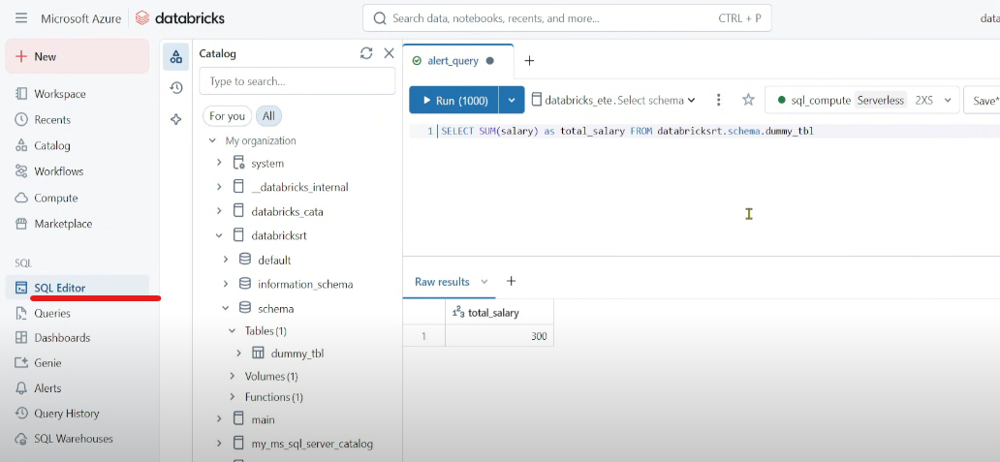 Microsoft Azure databricks
Search data, notebooks, recents, and more... CTRL + P
data
New
Workspace
Recents
Catalog
Workflows
Compute
Marketplace
SQL
SQL Editor
Queries
Dashboards
Genie
Alerts
Query History
SQL Warehouses
Catalog
Type to search...
For you All
My organization
system
__databricks_internal
databricks_cata
databricksrt
default
information_schema
schema
Tables (1)
dummy_tbl
Volumes (1)
Functions (1)
main
my_ms_sql_server_catalog
alert_query
Run (1000) databricks_ete . Select schema sql_compute Serverless 2XS Save*
1 SELECT SUM(salary) as total_salary FROM databricksrt.schema.dummy_tbl
Raw results
1²3 total_salary
1 300